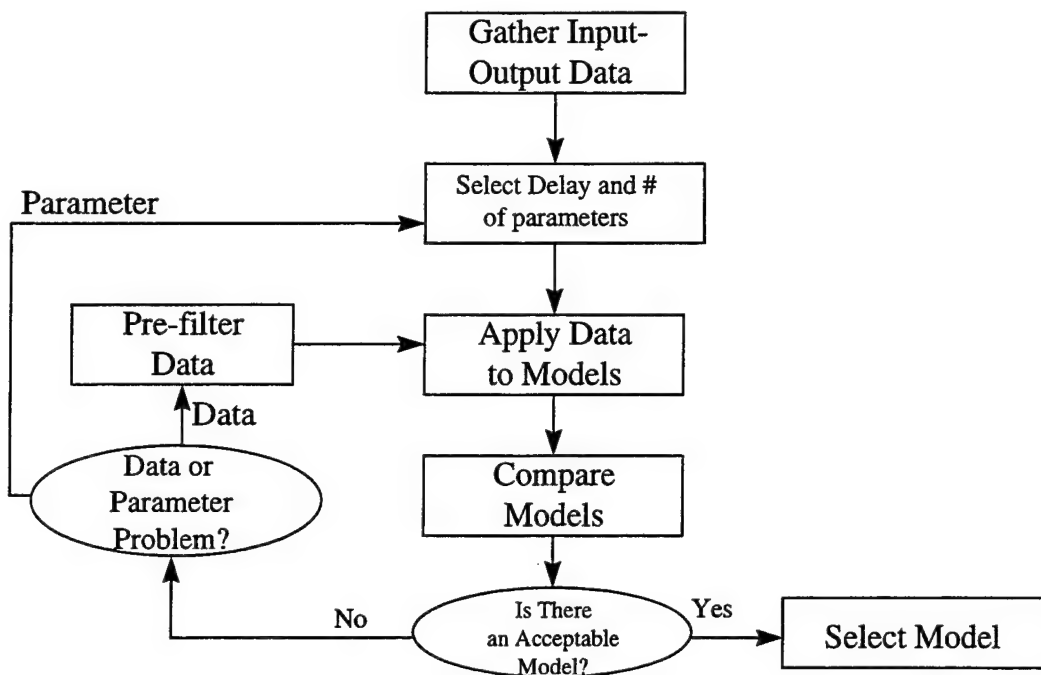 Gather Input-
Output Data
Select Delay and #
of parameters
Parameter
Pre-filter
Data
Apply Data
to Models
Data
Data or
Parameter
Problem?
Compare
Models
No
Is There
an Acceptable
Model?
Yes
Select Model